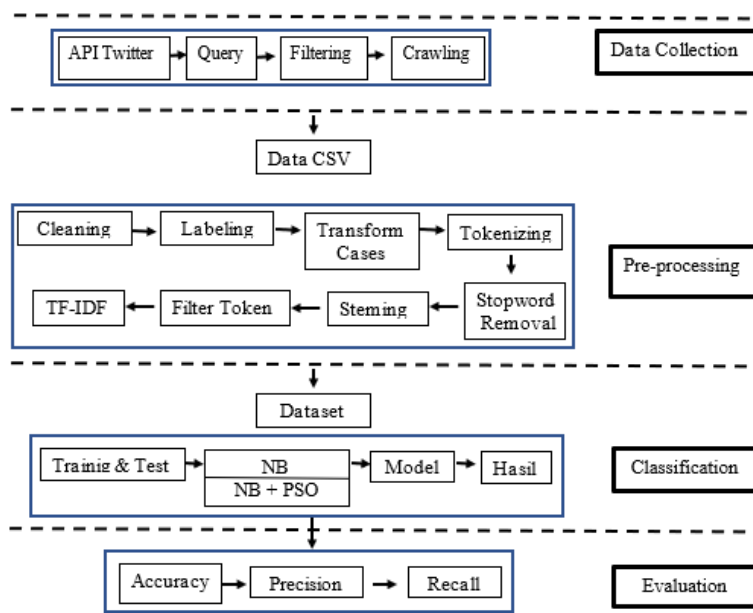 API Twitter
Query
Filtering
Crawling
Data Collection
Data CSV
Cleaning
Labeling
Transform
Cases
Tokenizing
Pre-processing
TF-IDF
Filter Token
Steming
Stopword
Removal
Dataset
Trainig & Test
NB
NB + PSO
Model
Hasil
Classification
Accuracy
Precision
Recall
Evaluation